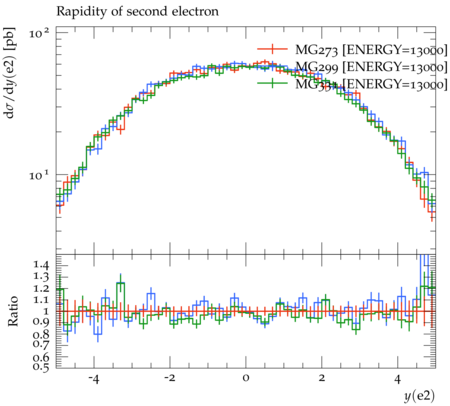 Rapidity of second electron
dσ/dy(e2) [pb]
10²
10¹
MG273 [ENERGY=13000]
MG299 [ENERGY=13000]
[ENERGY=13000]
Ratio
1.4
1.3
1.2
1.1
1
0.9
0.8
0.7
0.6
0.5
-4 -2 0 2 4
y(e2)